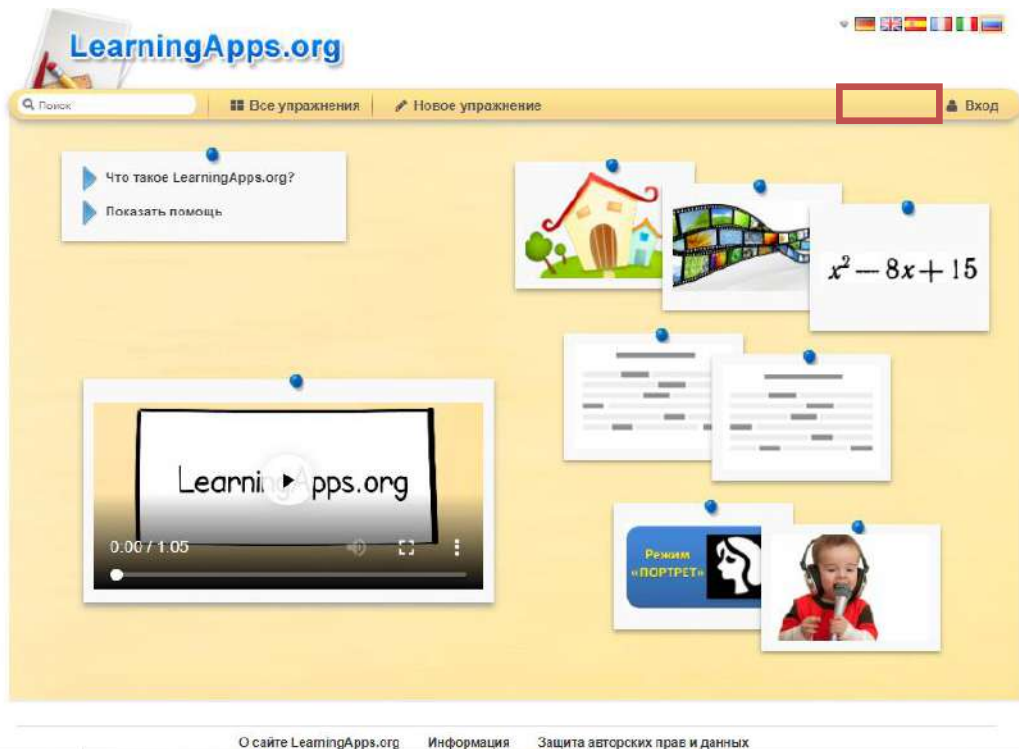 LearningApps.org
Поиск
Все упражнения
Новое упражнение
Вход
Что такое LearningApps.org?
Показать помощь
x² — 8x + 15
LearningApps.org
0:00 / 1:05
Режим
«ПОРТРЕТ»
О сайте LearningApps.org Информация Защита авторских прав и данных